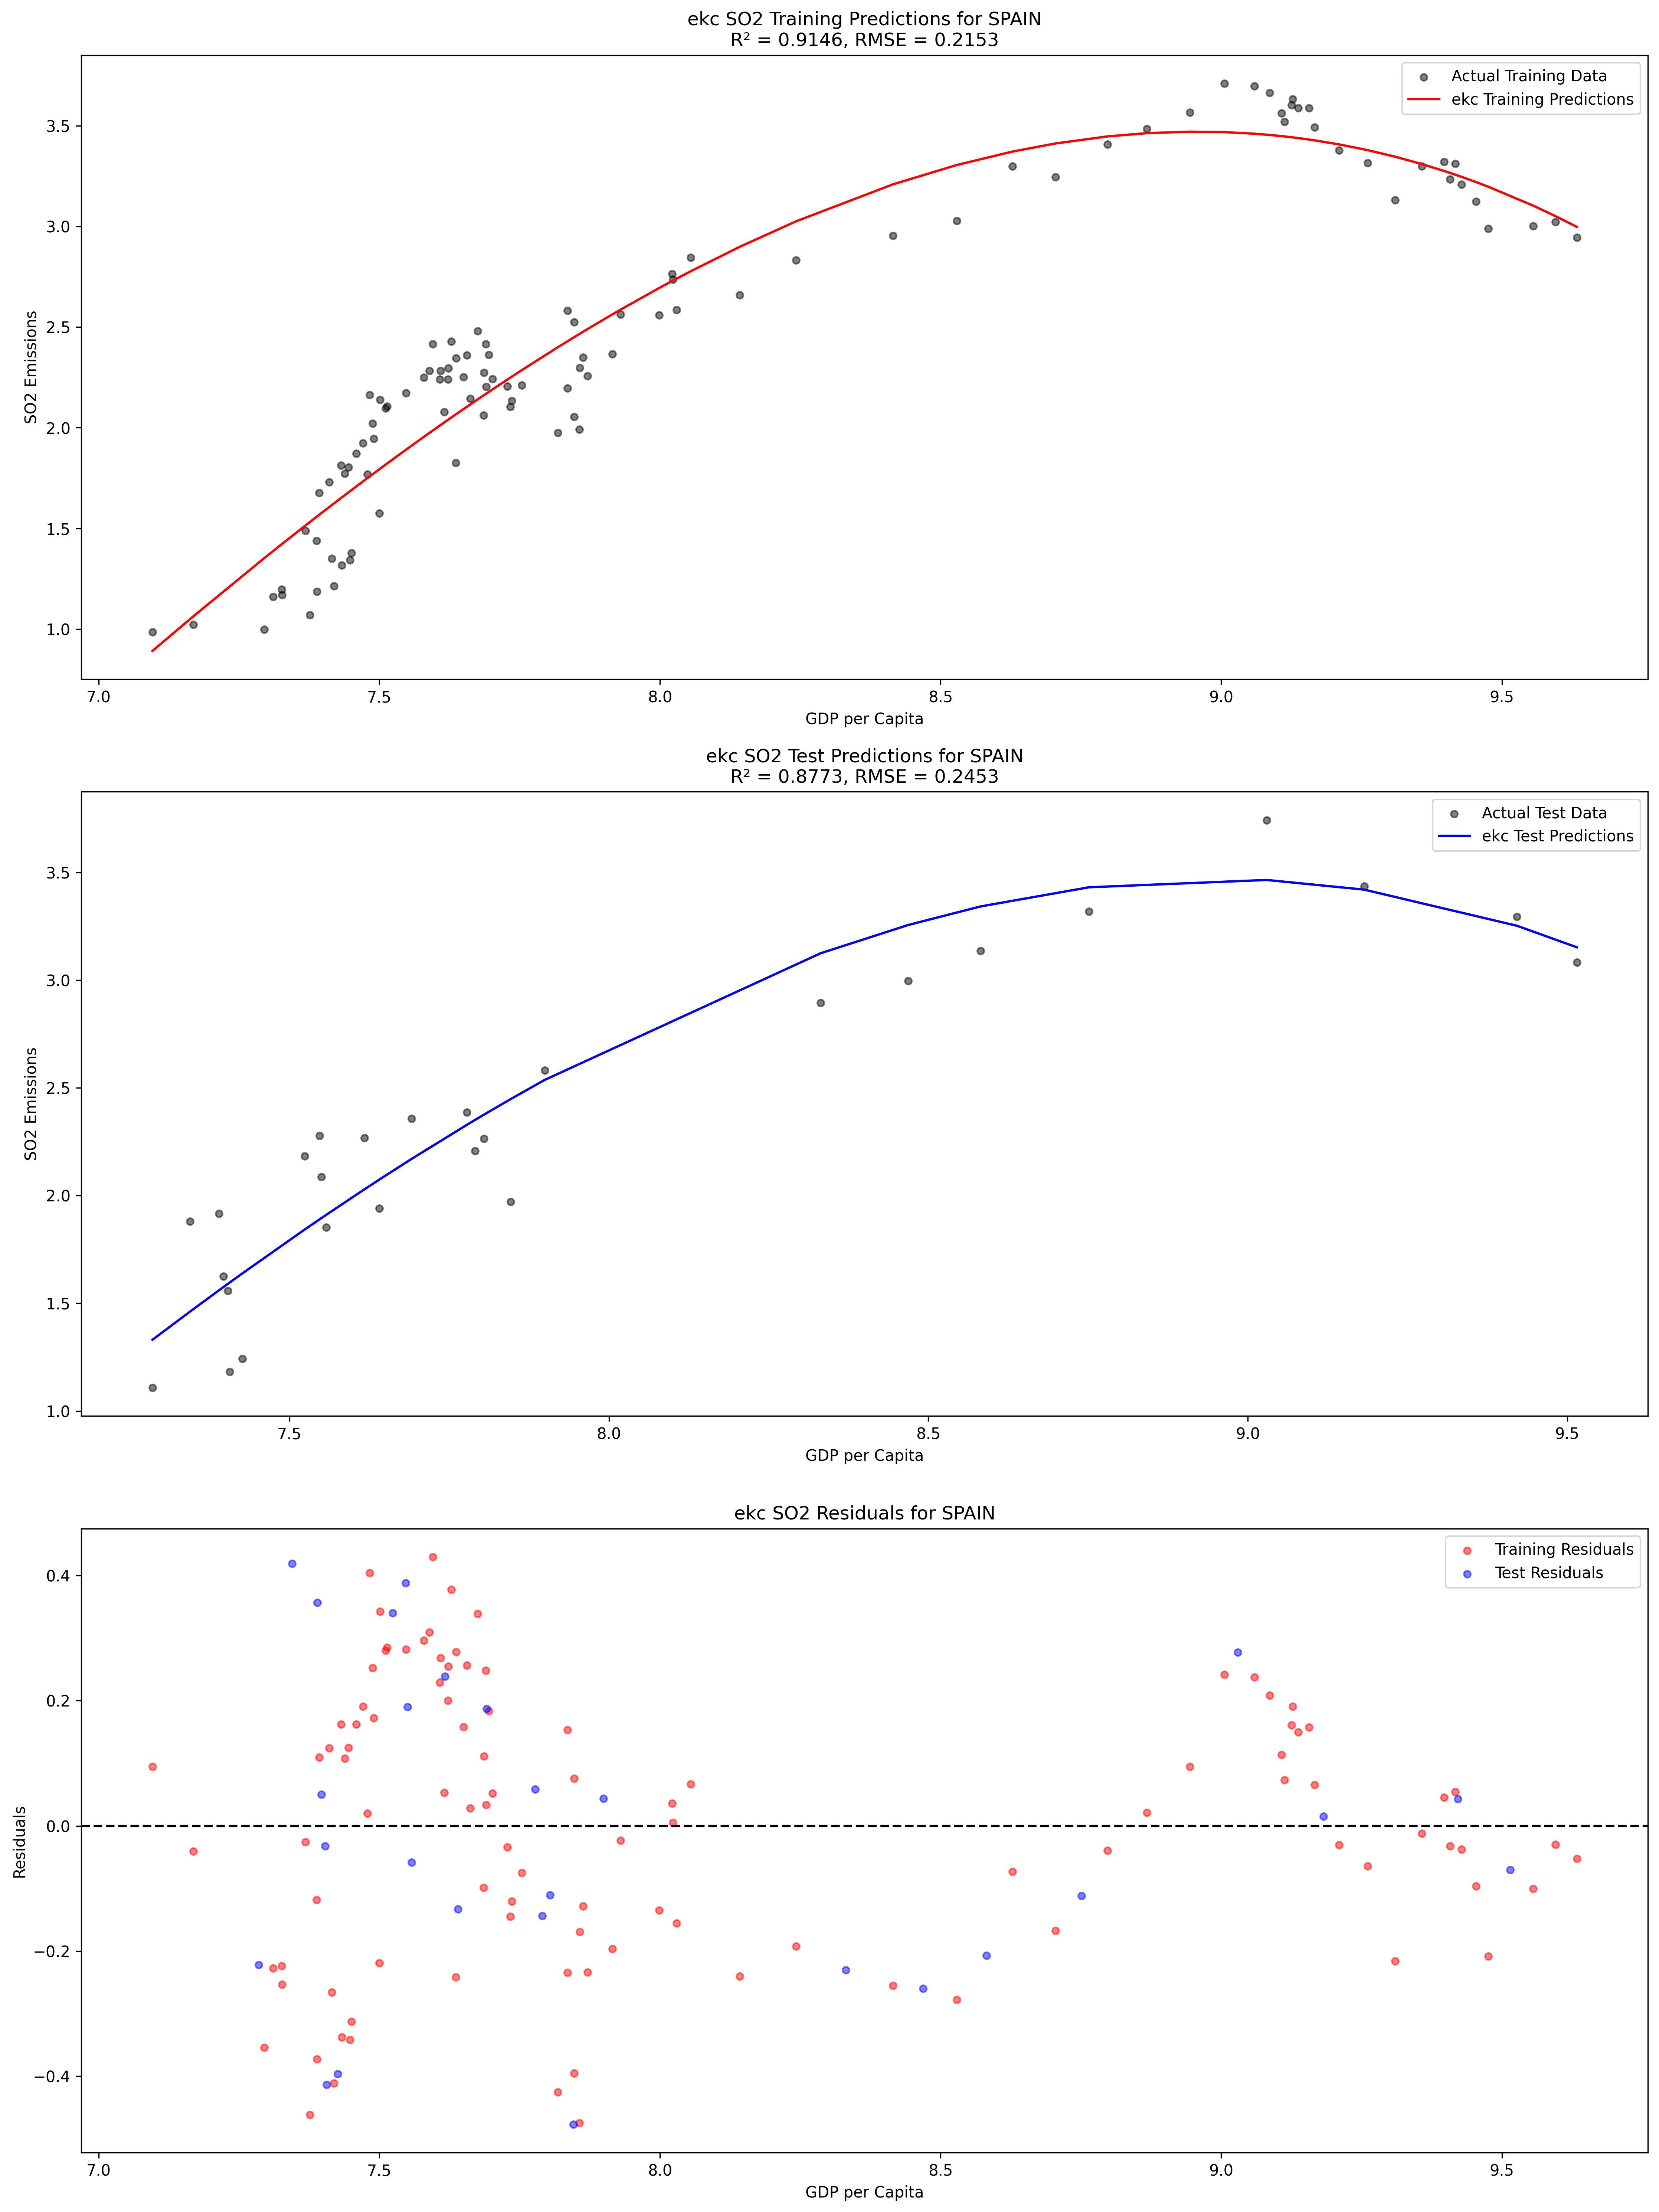 ekc SO2 Training Predictions for SPAIN
R² = 0.9146, RMSE = 0.2153
Actual Training Data
ekc Training Predictions
SO2 Emissions
3.5
3.0
2.5
2.0
1.5
1.0
7.0 7.5 8.0 8.5 9.0 9.5
GDP per Capita
ekc SO2 Test Predictions for SPAIN
R² = 0.8773, RMSE = 0.2453
Actual Test Data
ekc Test Predictions
SO2 Emissions
3.5
3.0
2.5
2.0
1.5
1.0
7.5 8.0 8.5 9.0 9.5
GDP per Capita
ekc SO2 Residuals for SPAIN
Training Residuals
Test Residuals
Residuals
0.4
0.2
0.0
−0.2
−0.4
7.0 7.5 8.0 8.5 9.0 9.5
GDP per Capita